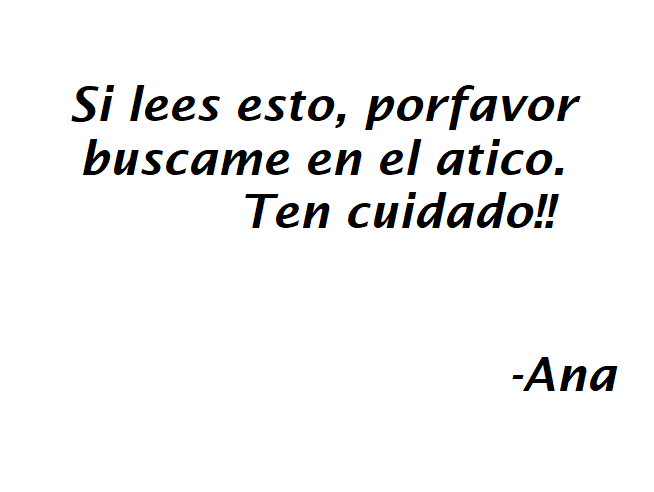 Si lees esto, porfavor
buscame en el atico.
Ten cuidado!!
-Ana